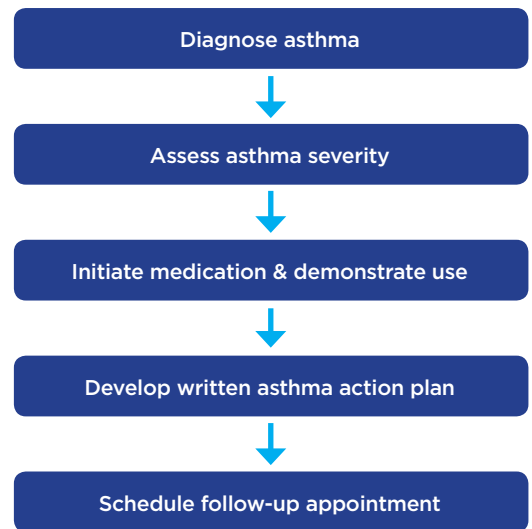 Diagnose asthma
Assess asthma severity
Initiate medication & demonstrate use
Develop written asthma action plan
Schedule follow-up appointment